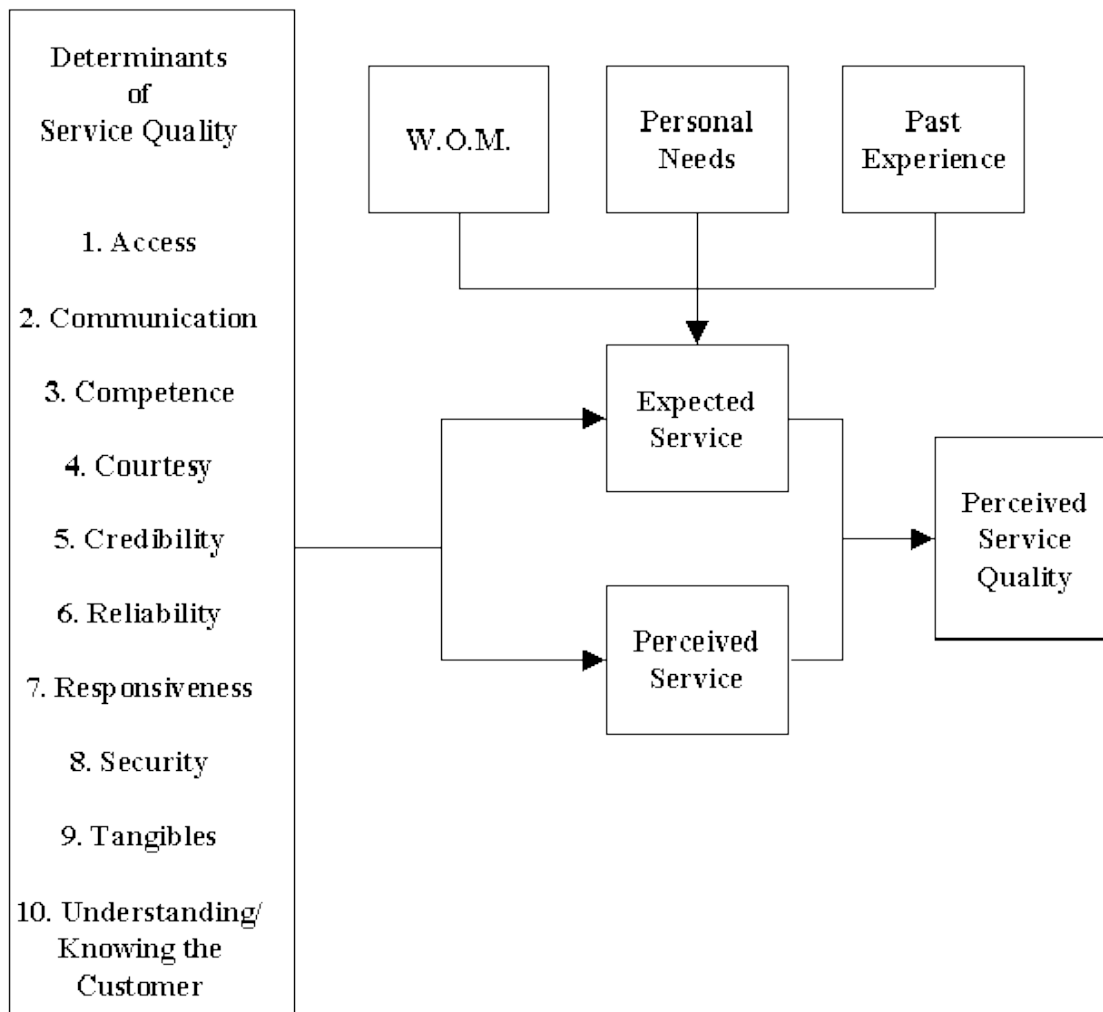 Determinants
of
Service Quality
1. Access
2. Communication
3. Competence
4. Courtesy
5. Credibility
6. Reliability
7. Responsiveness
8. Security
9. Tangibles
10. Understanding/
Knowing the
Customer
W.O.M.
Personal
Needs
Past
Experience
Expected
Service
Perceived
Service
Perceived
Service
Quality